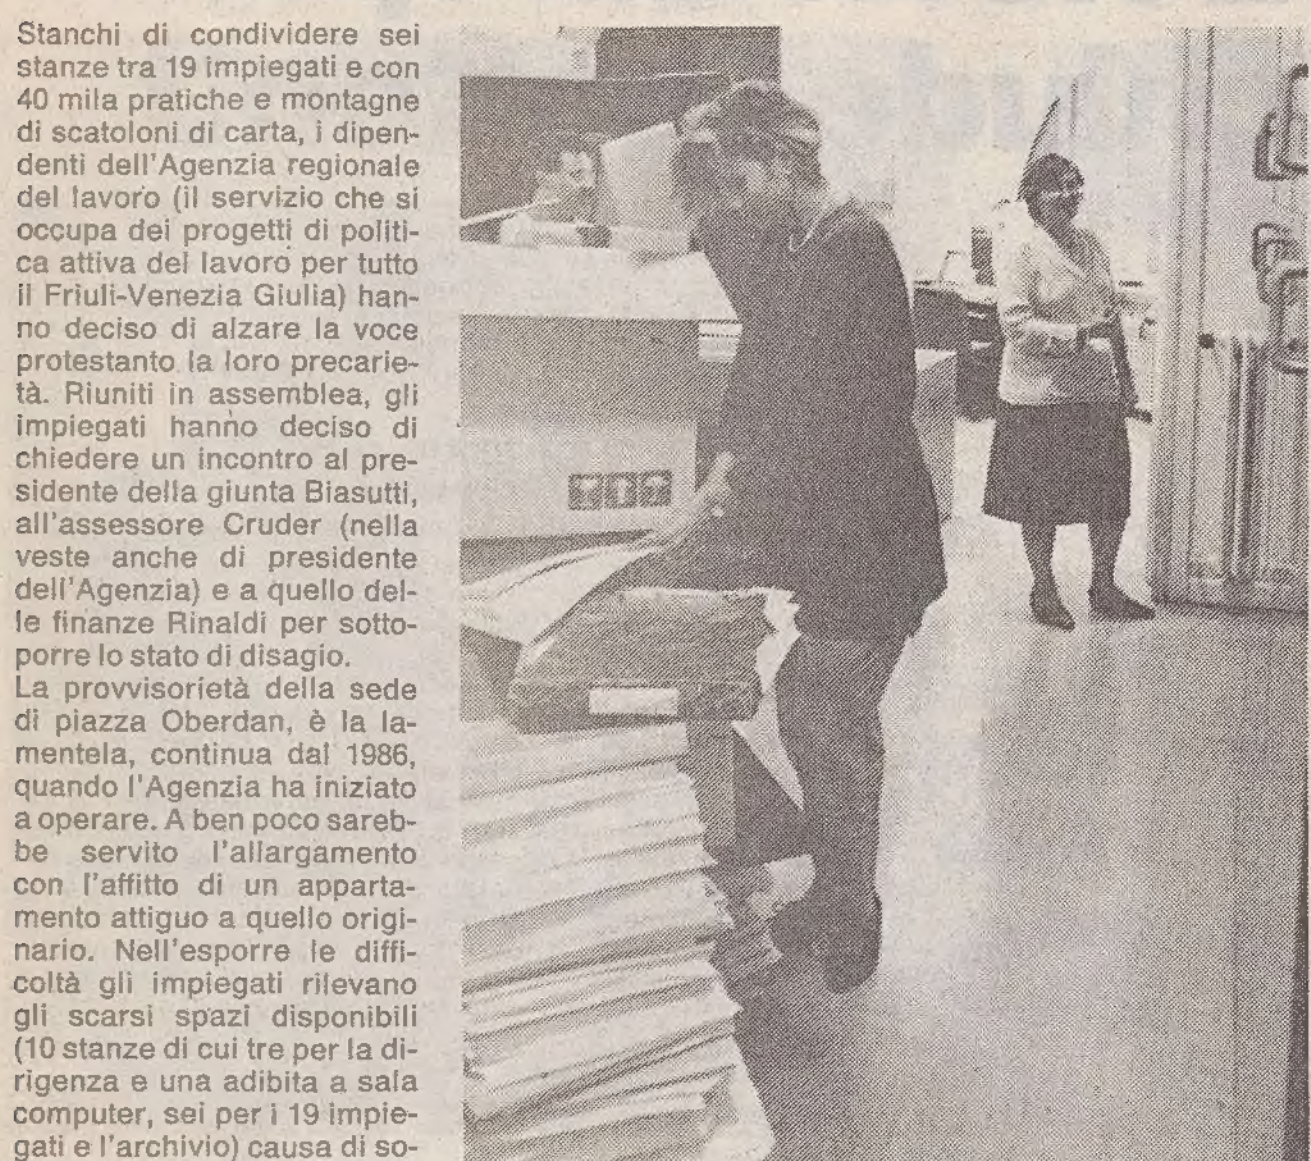 Stanchi di condividere sei
stanze tra 19 impiegati e con
40 mila pratiche e montagne
di scatoloni di carta, i dipen-
denti dell'Agenzia regionale
del lavoro (il servizio che si
occupa dei progetti di politi-
ca attiva del lavoro per tutto
il Friuli-Venezia Giulia) han-
no deciso di alzare la voce
protestanto la loro precarie-
tà. Riuniti in assemblea, gli
impiegati hanno deciso di
chiedere un incontro al pre-
sidente della giunta Biasutti,
all'assessore Cruder (nella
veste anche di presidente
dell'Agenzia) e a quello del-
le finanze Rinaldi per sotto-
porre lo stato di disagio.
La provvisorietà della sede
di piazza Oberdan, è la la-
mentela, continua dal 1986,
quando l'Agenzia ha iniziato
a operare. A ben poco sareb-
be servito l'allargamento
con l'affitto di un apparta-
mento attiguo a quello origi-
nario. Nell'esporre le diffi-
coltà gli impiegati rilevano
gli scarsi spazi disponibili
(10 stanze di cui tre per la di-
rigenza e una adibita a sala
computer, sei per i 19 impie-
gati e l'archivio) causa di so-